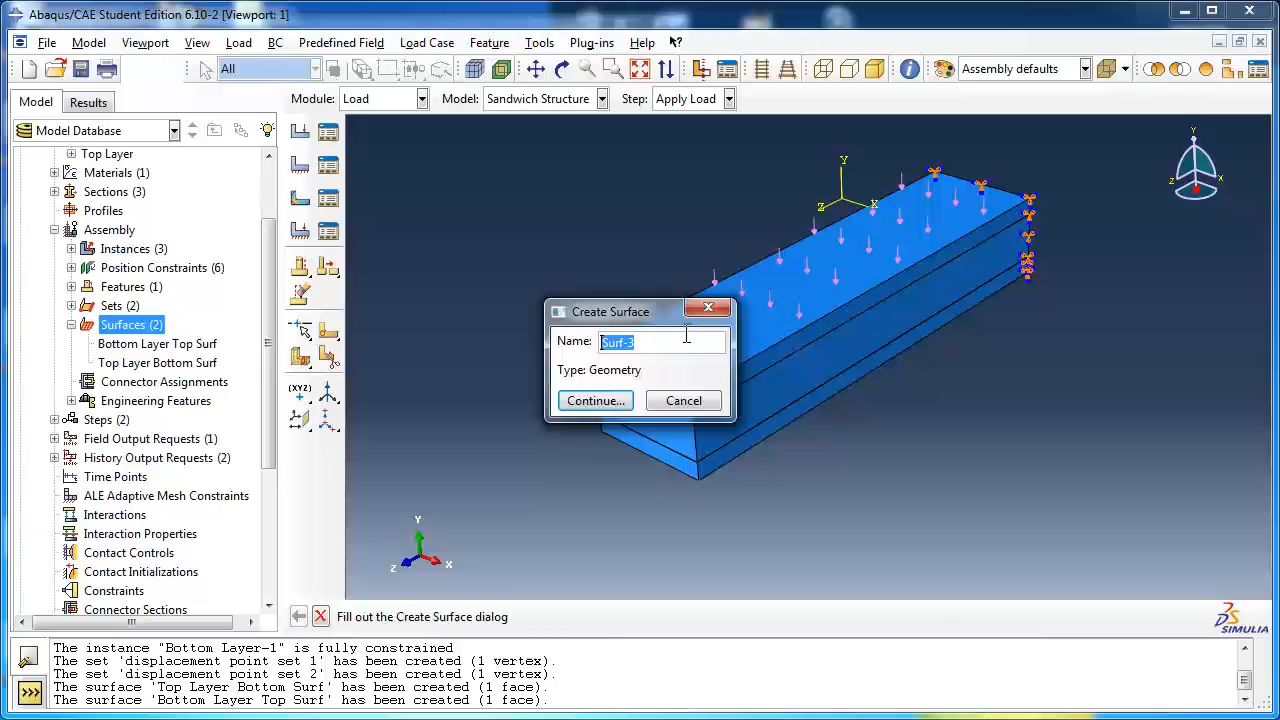 Abaqus/CAE Student Edition 6.10-2 [Viewport: 1]
File Model Viewport View Load BC Predefined Field Load Case Feature Tools Plug-ins Help
All Assembly defaults
Model Results Module: Load Model: Sandwich Structure Step: Apply Load
Model Database
Top Layer
Materials (1)
Sections (3)
Profiles
Assembly
Instances (3)
Position Constraints (6)
Features (1)
Sets (2)
Surfaces (2)
Bottom Layer Top Surf
Top Layer Bottom Surf
Connector Assignments
Engineering Features
Steps (2)
Field Output Requests (1)
History Output Requests (2)
Time Points
ALE Adaptive Mesh Constraints
Interactions
Interaction Properties
Contact Controls
Contact Initializations
Constraints
Connector Sections
(XYZ)
Y
Z X
Y
Z X
Create Surface
Name: Surf-3
Type: Geometry
Continue... Cancel
Y
Z X
Fill out the Create Surface dialog
SIMULIA
The instance "Bottom Layer-1" is fully constrained
The set 'displacement point set 1' has been created (1 vertex).
The set 'displacement point set 2' has been created (1 vertex).
The surface 'Top Layer Bottom Surf' has been created (1 face).
The surface 'Bottom Layer Top Surf' has been created (1 face).